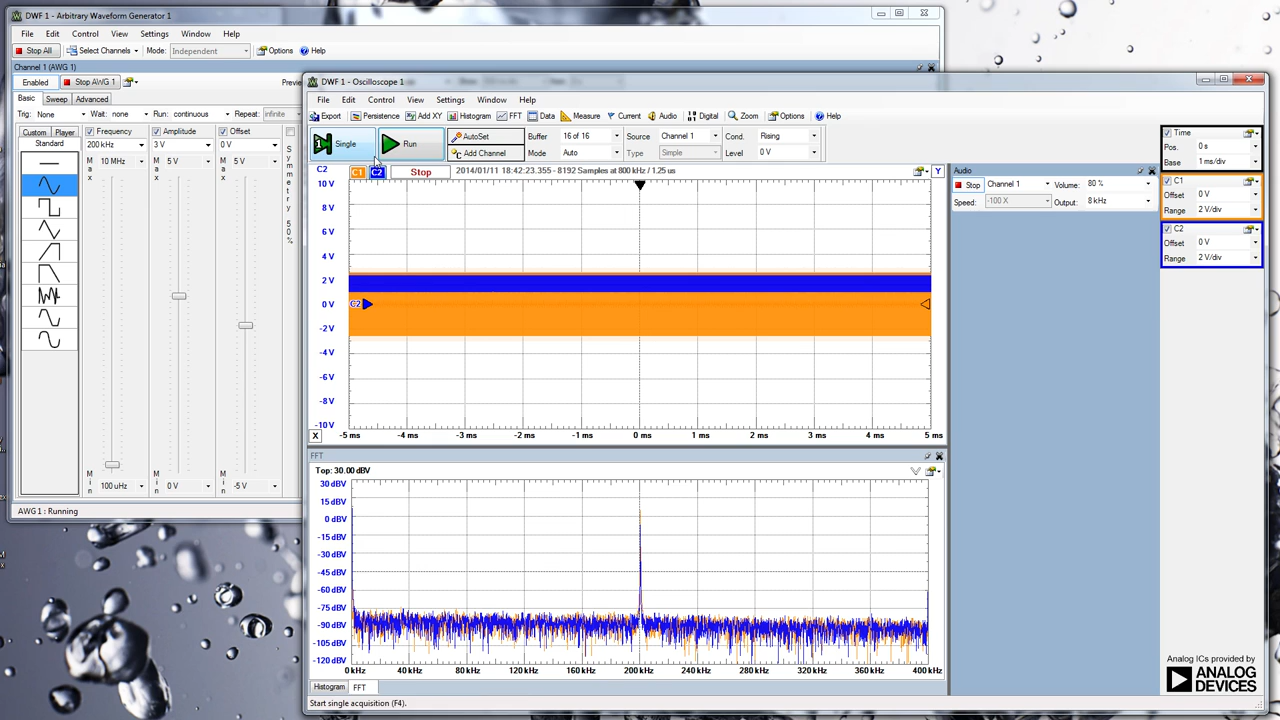 DWF 1 - Arbitrary Waveform Generator 1
File Edit Control View Settings Window Help
Stop All Select Channels Mode: Independent Options Help
Channel 1 (AWG 1)
Enabled Stop AWG 1 Previe
Basic Sweep Advanced
Trig: None Wait: none Run: continuous Repeat: infinite
Custom Player Frequency Amplitude Offset
Standard 200 kHz 3 V 0 V
10 MHz 5 V 5 V
Max Max Max
Symmetry 50 %
Min Min Min
100 uHz 0 V -5 V
AWG 1 : Running
DWF 1 - Oscilloscope 1
File Edit Control View Settings Window Help
Export Persistence Add XY Histogram FFT Data Measure Current Audio Digital Zoom Options Help
Single Run AutoSet Buffer 16 of 16 Source Channel 1 Cond. Rising
Add Channel Mode Auto Type Simple Level 0 V
C2 C1 C2 Stop 2014/01/11 18:42:23.355 - 8192 Samples at 800 kHz / 1.25 us Y
10 V
8 V
6 V
4 V
2 V
0 V C2
-2 V
-4 V
-6 V
-8 V
-10 V
X -5 ms -4 ms -3 ms -2 ms -1 ms 0 ms 1 ms 2 ms 3 ms 4 ms 5 ms
Audio
Stop Channel 1 Volume: 80 %
Speed: -100 X Output: 8 kHz
Time
Pos. 0 s
Base 1 ms/div
C1
Offset 0 V
Range 2 V/div
C2
Offset 0 V
Range 2 V/div
FFT
Top: 30.00 dBV
30 dBV
15 dBV
0 dBV
-15 dBV
-30 dBV
-45 dBV
-60 dBV
-75 dBV
-90 dBV
-105 dBV
-120 dBV
0 kHz 40 kHz 80 kHz 120 kHz 160 kHz 200 kHz 240 kHz 280 kHz 320 kHz 360 kHz 400 kHz
Histogram FFT
Start single acquisition (F4).
Analog ICs provided by
ANALOG
DEVICES